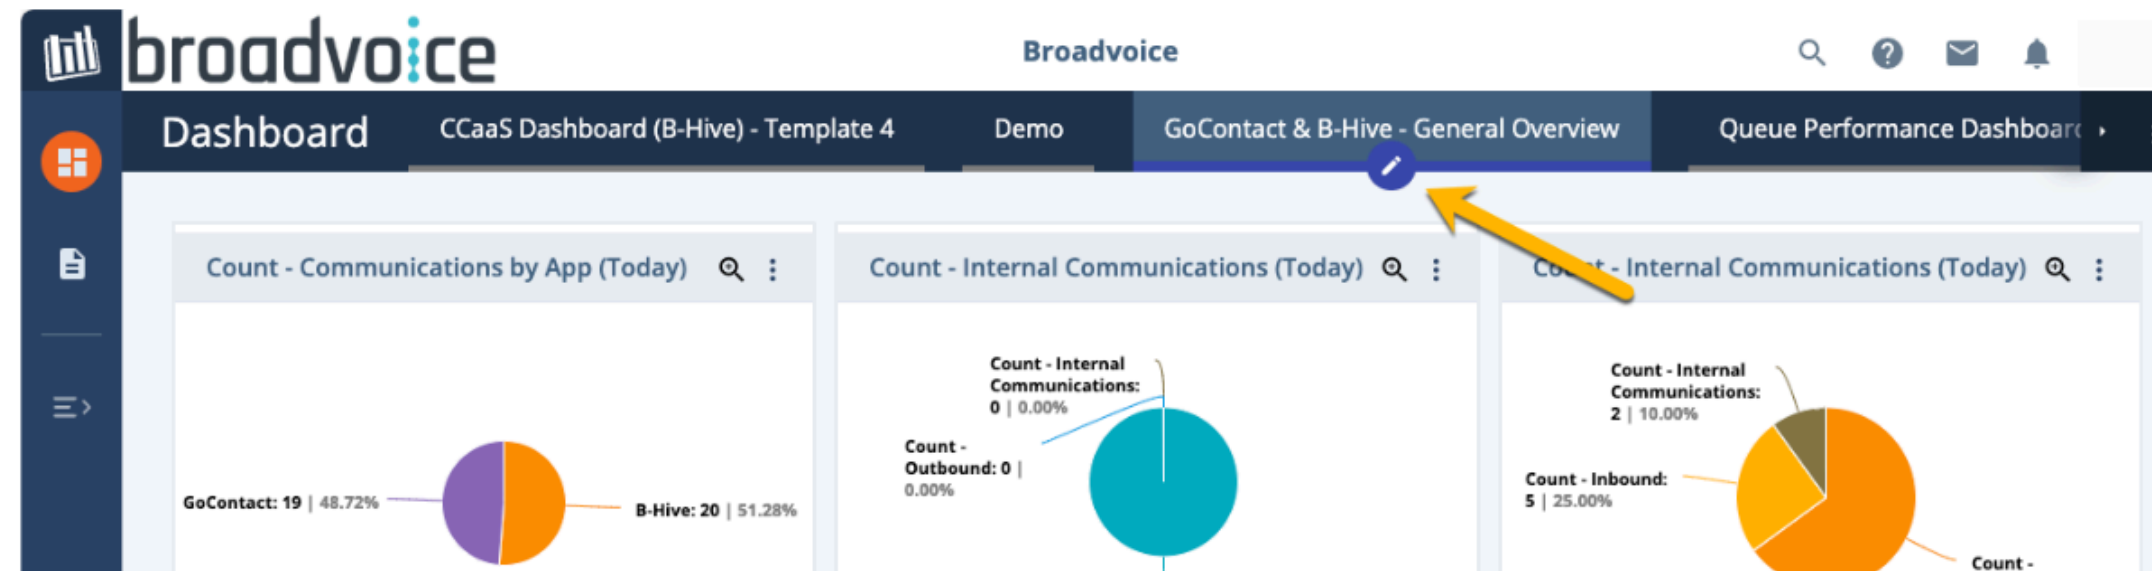 broadvoice
Broadvoice
Dashboard
CCaaS Dashboard (B-Hive) - Template 4
Demo
GoContact & B-Hive - General Overview
Queue Performance Dashboard
Count - Communications by App (Today)
Count - Internal Communications (Today)
Count - Internal Communications (Today)
GoContact: 19 | 48.72%
B-Hive: 20 | 51.28%
Count - Internal
Communications:
0 | 0.00%
Count -
Outbound: 0 |
0.00%
Count - Internal
Communications:
2 | 10.00%
Count - Inbound:
5 | 25.00%
Count -